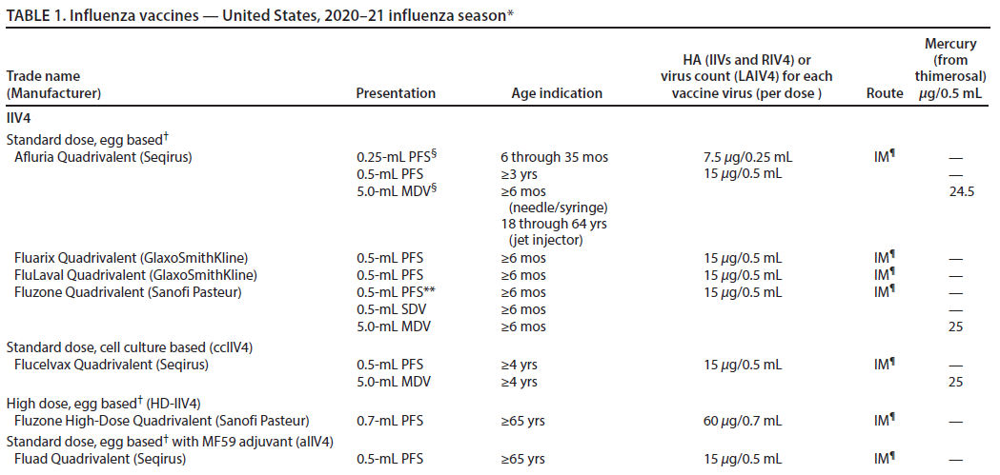 TABLE 1. Influenza vaccines — United States, 2020–21 influenza season*
Trade name (Manufacturer) Presentation Age indication HA (IIVs and RIV4) or virus count (LAIV4) for each vaccine virus (per dose ) Route Mercury (from thimerosal) μg/0.5 mL
IIV4
Standard dose, egg based†
Afluria Quadrivalent (Seqirus) 0.25-mL PFS§ 6 through 35 mos 7.5 μg/0.25 mL IM¶ —
0.5-mL PFS ≥3 yrs 15 μg/0.5 mL —
5.0-mL MDV§ ≥6 mos 24.5
(needle/syringe)
18 through 64 yrs
(jet injector)
Fluarix Quadrivalent (GlaxoSmithKline) 0.5-mL PFS ≥6 mos 15 μg/0.5 mL IM¶ —
FluLaval Quadrivalent (GlaxoSmithKline) 0.5-mL PFS ≥6 mos 15 μg/0.5 mL IM¶ —
Fluzone Quadrivalent (Sanofi Pasteur) 0.5-mL PFS** ≥6 mos 15 μg/0.5 mL IM¶ —
0.5-mL SDV ≥6 mos —
5.0-mL MDV ≥6 mos 25
Standard dose, cell culture based (ccIIV4)
Flucelvax Quadrivalent (Seqirus) 0.5-mL PFS ≥4 yrs 15 μg/0.5 mL IM¶ —
5.0-mL MDV ≥4 yrs 25
High dose, egg based† (HD-IIV4)
Fluzone High-Dose Quadrivalent (Sanofi Pasteur) 0.7-mL PFS ≥65 yrs 60 μg/0.7 mL IM¶ —
Standard dose, egg based† with MF59 adjuvant (aIIV4)
Fluad Quadrivalent (Seqirus) 0.5-mL PFS ≥65 yrs 15 μg/0.5 mL IM¶ —